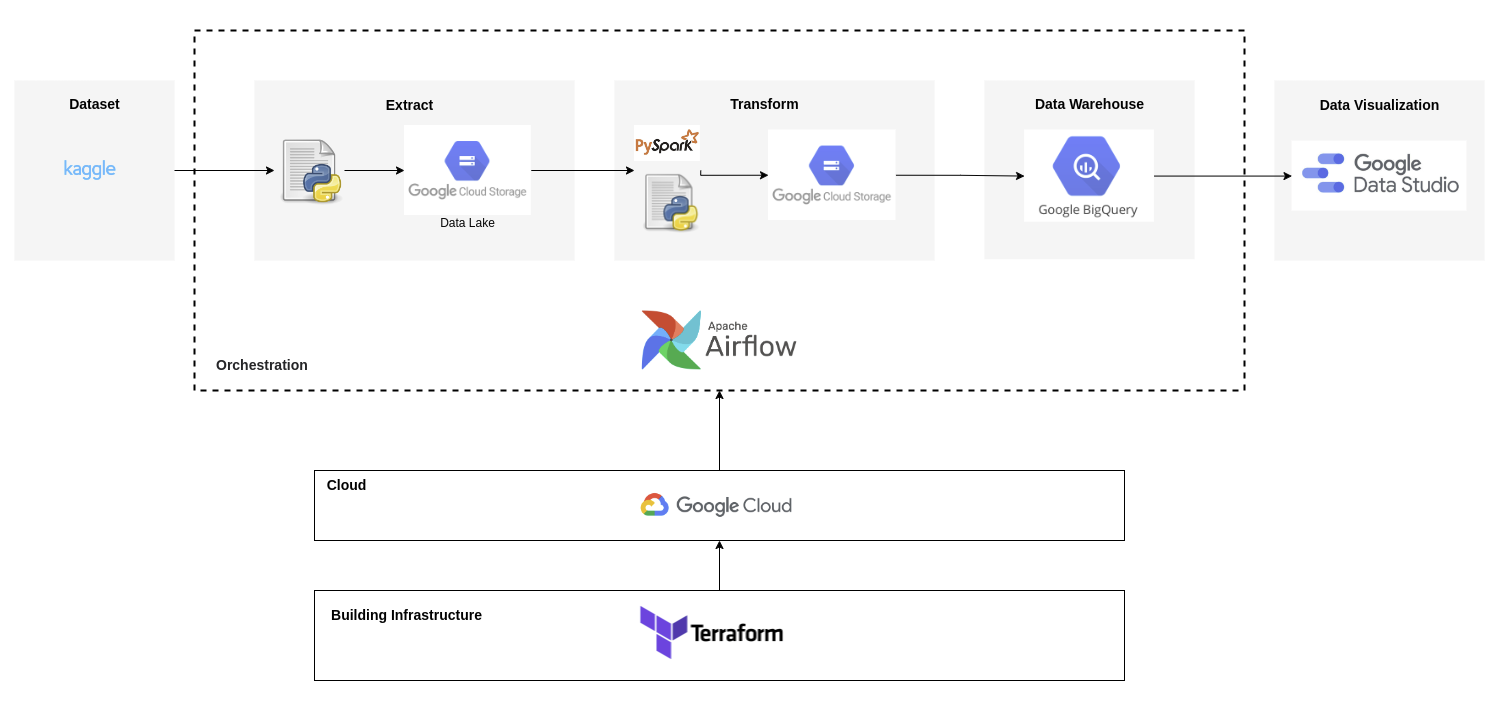 Dataset
kaggle
Extract
Google Cloud Storage
Data Lake
Transform
PySpark
Google Cloud Storage
Data Warehouse
Google BigQuery
Data Visualization
Google
Data Studio
Apache
Airflow
Orchestration
Cloud
Google Cloud
Building Infrastructure
Terraform